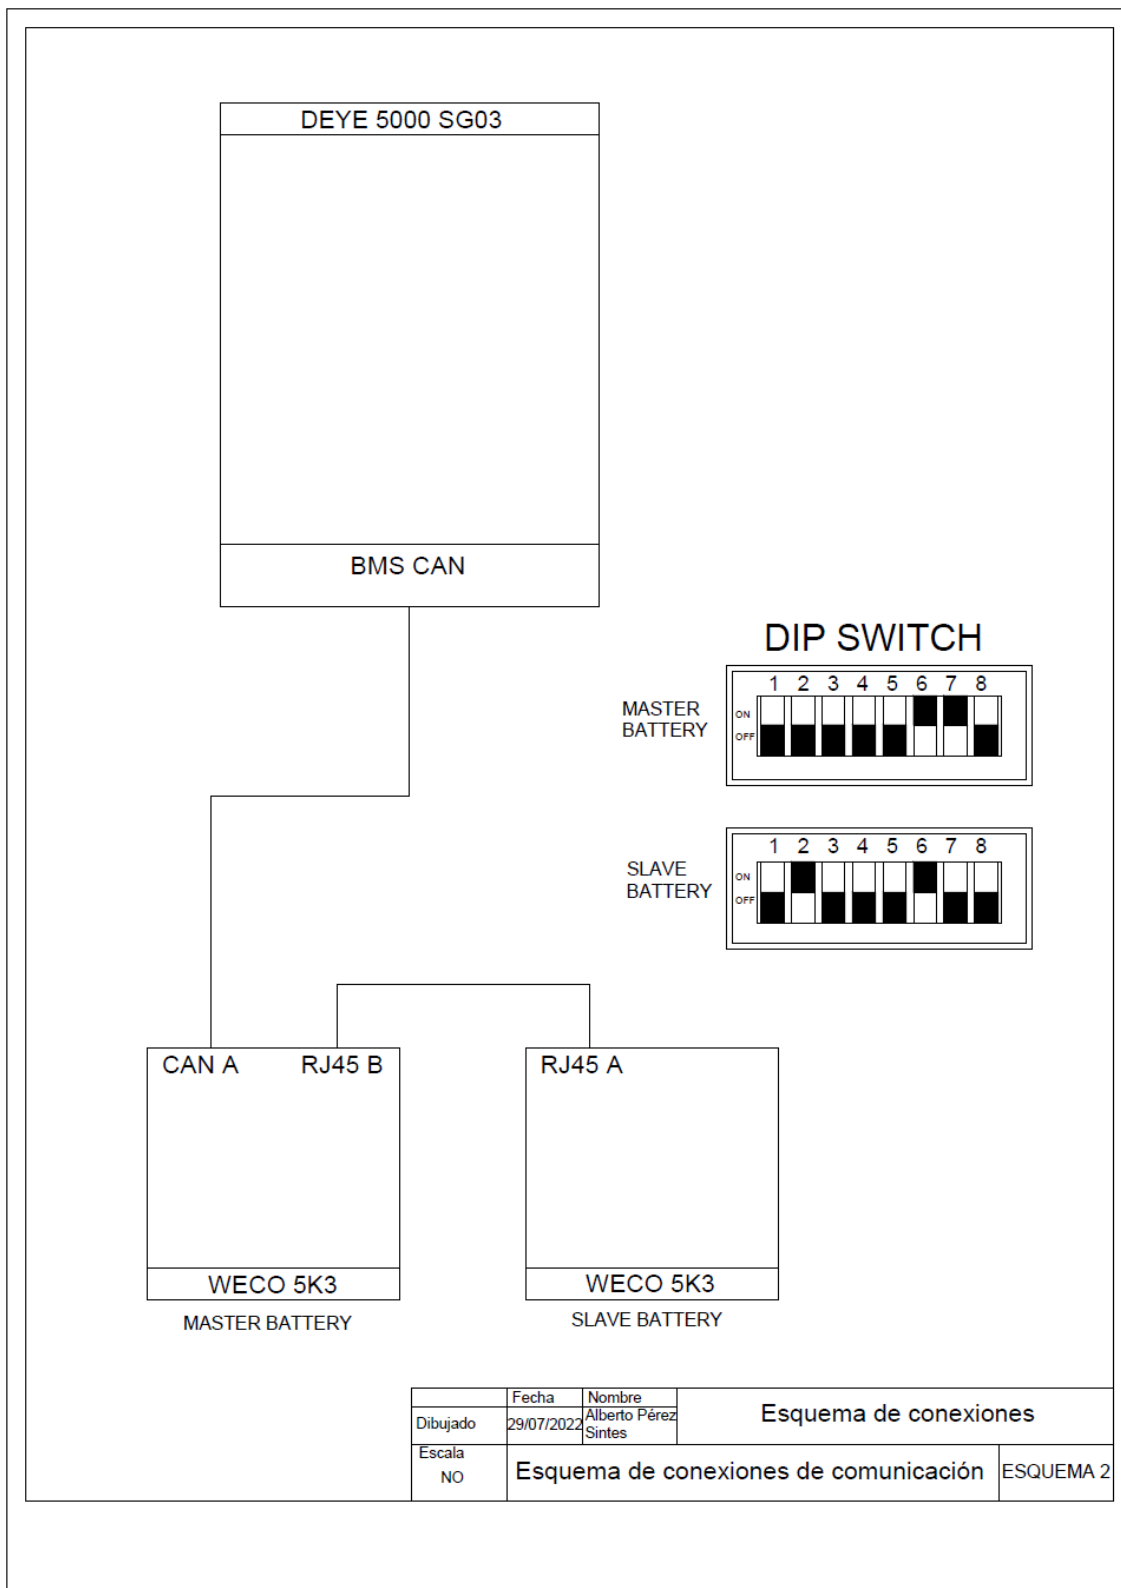 DEYE 5000 SG03
BMS CAN
DIP SWITCH
MASTER
BATTERY
1 2 3 4 5 6 7 8
ON
OFF
SLAVE
BATTERY
1 2 3 4 5 6 7 8
ON
OFF
CAN A RJ45 B
RJ45 A
WECO 5K3
WECO 5K3
MASTER BATTERY
SLAVE BATTERY
Fecha Nombre
Dibujado 29/07/2022 Alberto Pérez
Sintes
Esquema de conexiones
Escala
NO
Esquema de conexiones de comunicación
ESQUEMA 2